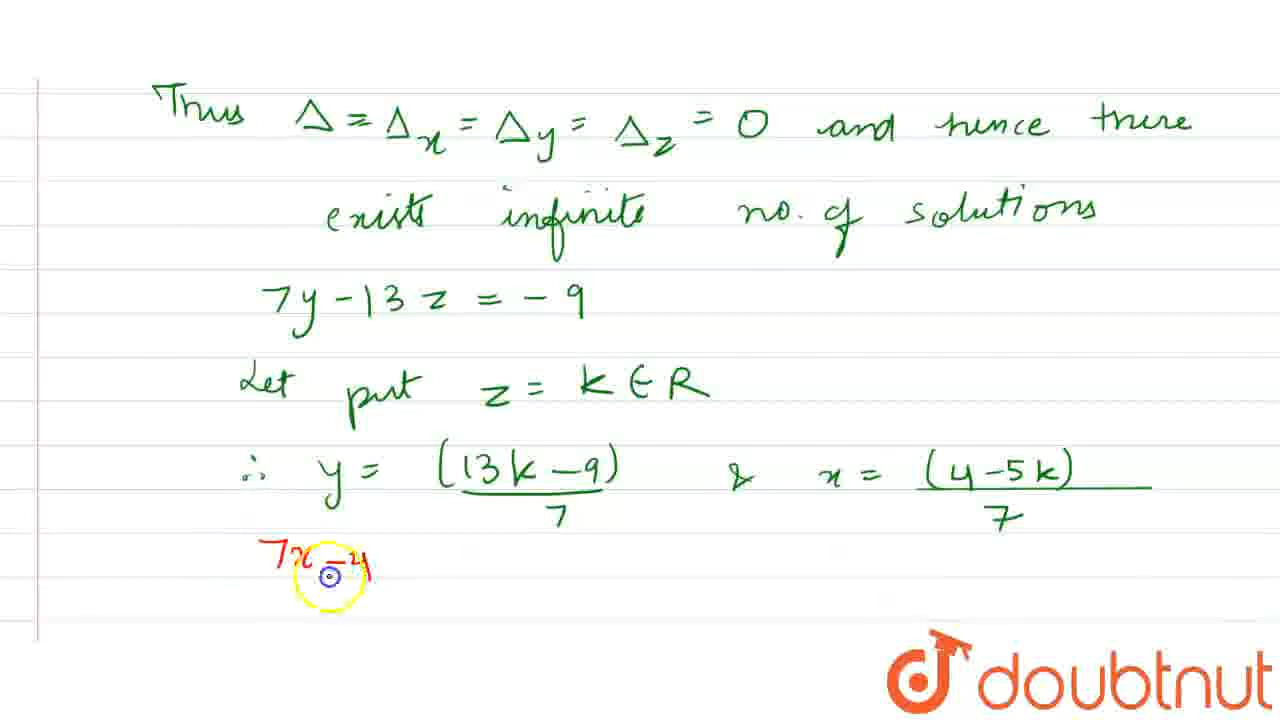 Thus Δ = Δx = Δy = Δz = 0 and hence there
exists infinite no. of solutions
7y - 13z = -9
Let put z = k ∈ R
∴ y = (13k - 9)/7 & x = (4 - 5k)/7
7x - 4
doubtnut